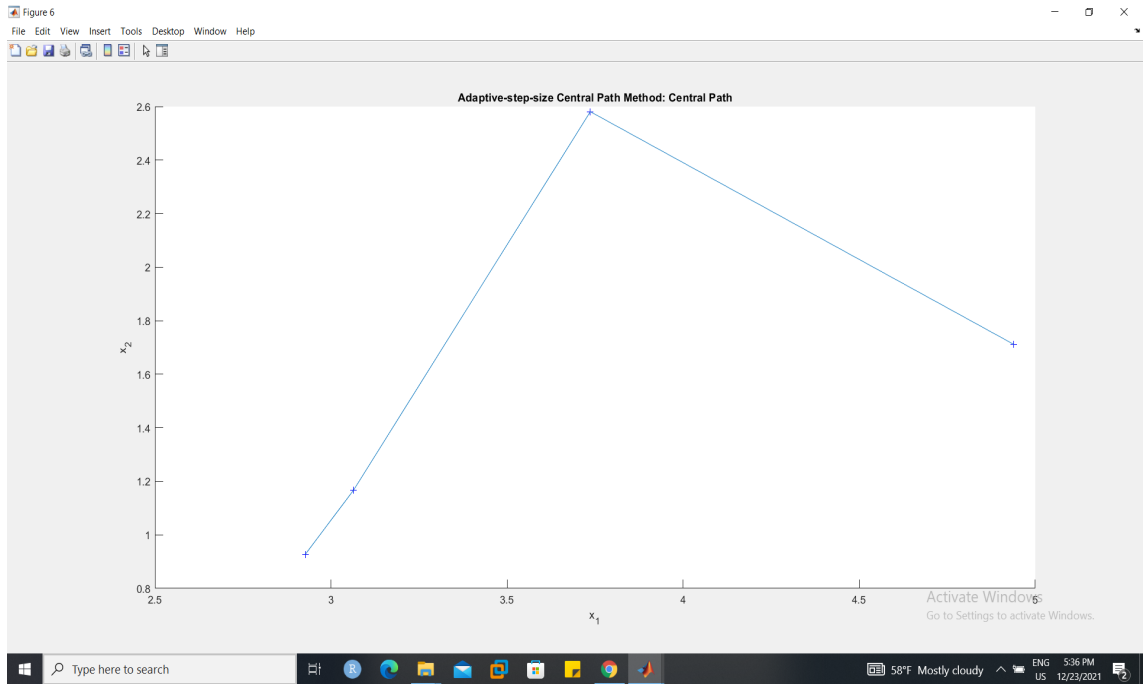 Figure 6
File Edit View Insert Tools Desktop Window Help
Adaptive-step-size Central Path Method: Central Path
2.6
2.4
2.2
2
1.8
1.6
1.4
1.2
1
0.8
x2
2.5 3 3.5 4 4.5 5
x1
Activate Windows
Go to Settings to activate Windows.
Type here to search
R
58°F Mostly cloudy
ENG
US
5:36 PM
12/23/2021
2